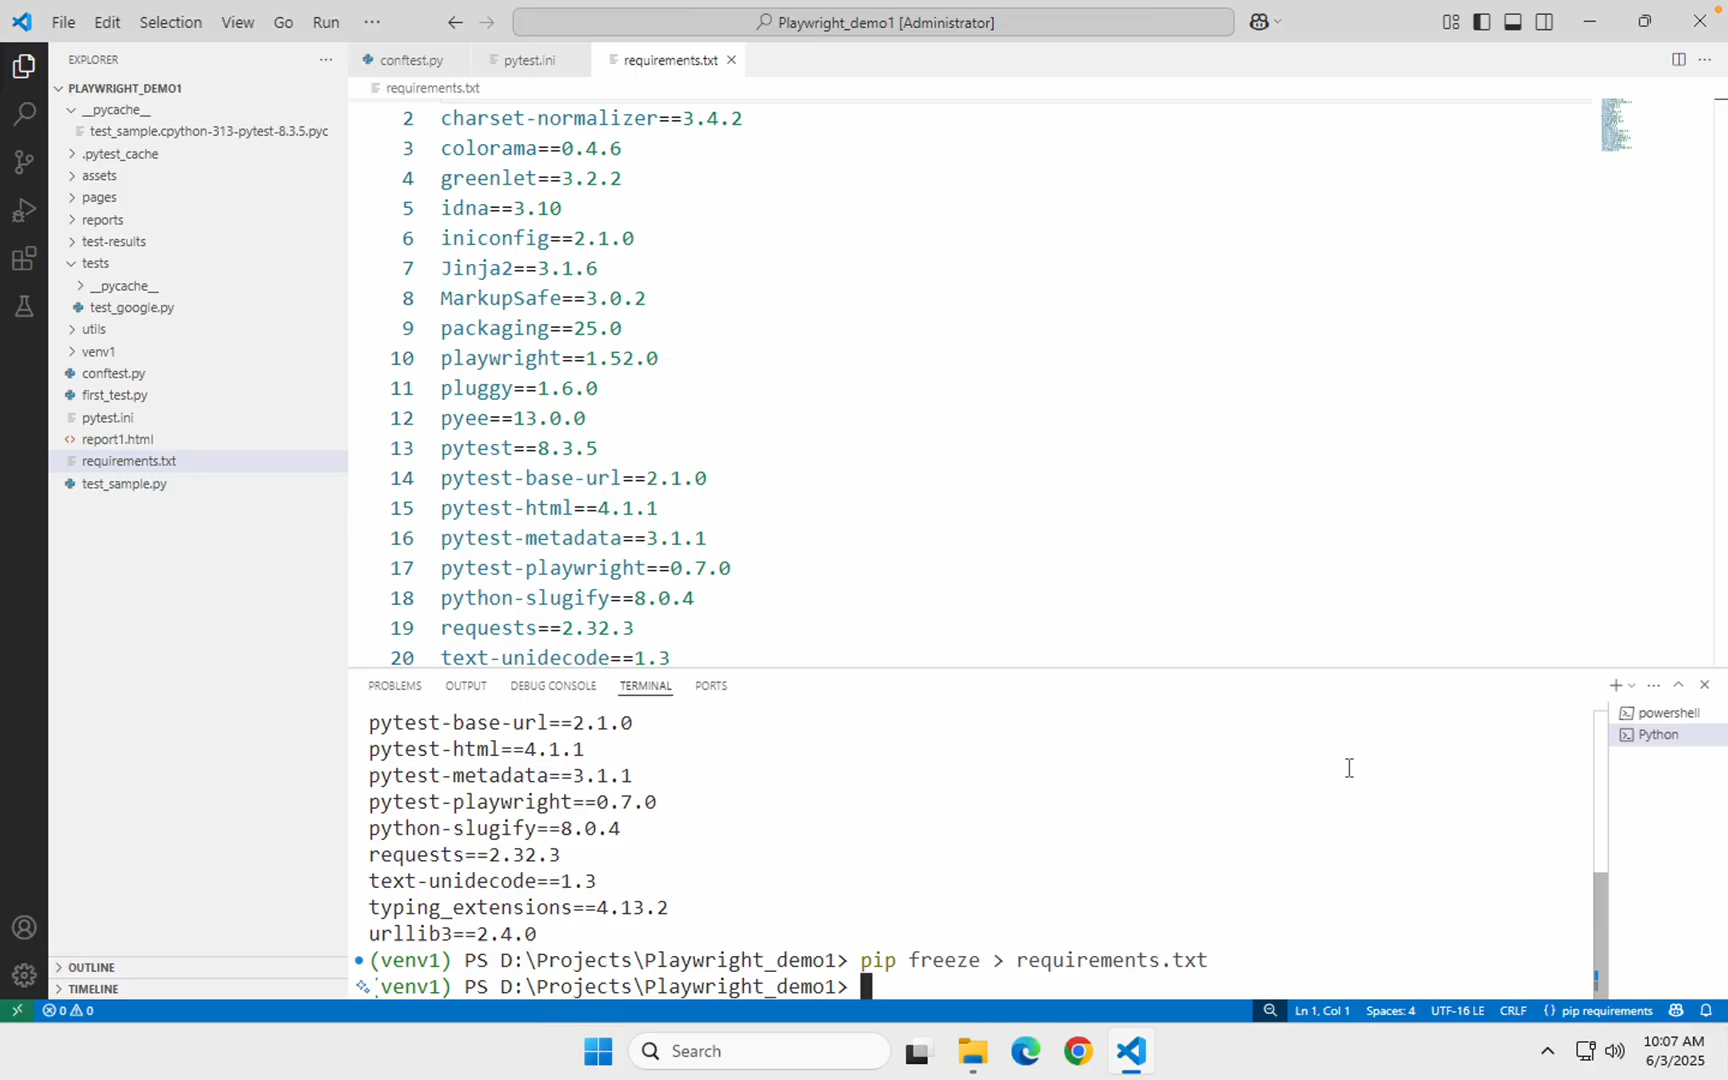 File Edit Selection View Go Run ···
Playwright_demo1 [Administrator]
EXPLORER
PLAYWRIGHT_DEMO1
__pycache__
test_sample.cpython-313-pytest-8.3.5.pyc
.pytest_cache
assets
pages
reports
test-results
tests
__pycache__
test_google.py
utils
venv1
conftest.py
first_test.py
pytest.ini
report1.html
requirements.txt
test_sample.py
OUTLINE
TIMELINE
conftest.py pytest.ini requirements.txt
requirements.txt
2 charset-normalizer==3.4.2
3 colorama==0.4.6
4 greenlet==3.2.2
5 idna==3.10
6 iniconfig==2.1.0
7 Jinja2==3.1.6
8 MarkupSafe==3.0.2
9 packaging==25.0
10 playwright==1.52.0
11 pluggy==1.6.0
12 pyee==13.0.0
13 pytest==8.3.5
14 pytest-base-url==2.1.0
15 pytest-html==4.1.1
16 pytest-metadata==3.1.1
17 pytest-playwright==0.7.0
18 python-slugify==8.0.4
19 requests==2.32.3
20 text-unidecode==1.3
PROBLEMS OUTPUT DEBUG CONSOLE TERMINAL PORTS
powershell
Python
pytest-base-url==2.1.0
pytest-html==4.1.1
pytest-metadata==3.1.1
pytest-playwright==0.7.0
python-slugify==8.0.4
requests==2.32.3
text-unidecode==1.3
typing_extensions==4.13.2
urllib3==2.4.0
(venv1) PS D:\Projects\Playwright_demo1> pip freeze > requirements.txt
(venv1) PS D:\Projects\Playwright_demo1>
0 0 Ln 1, Col 1 Spaces: 4 UTF-16 LE CRLF {} pip requirements
Search
10:07 AM
6/3/2025